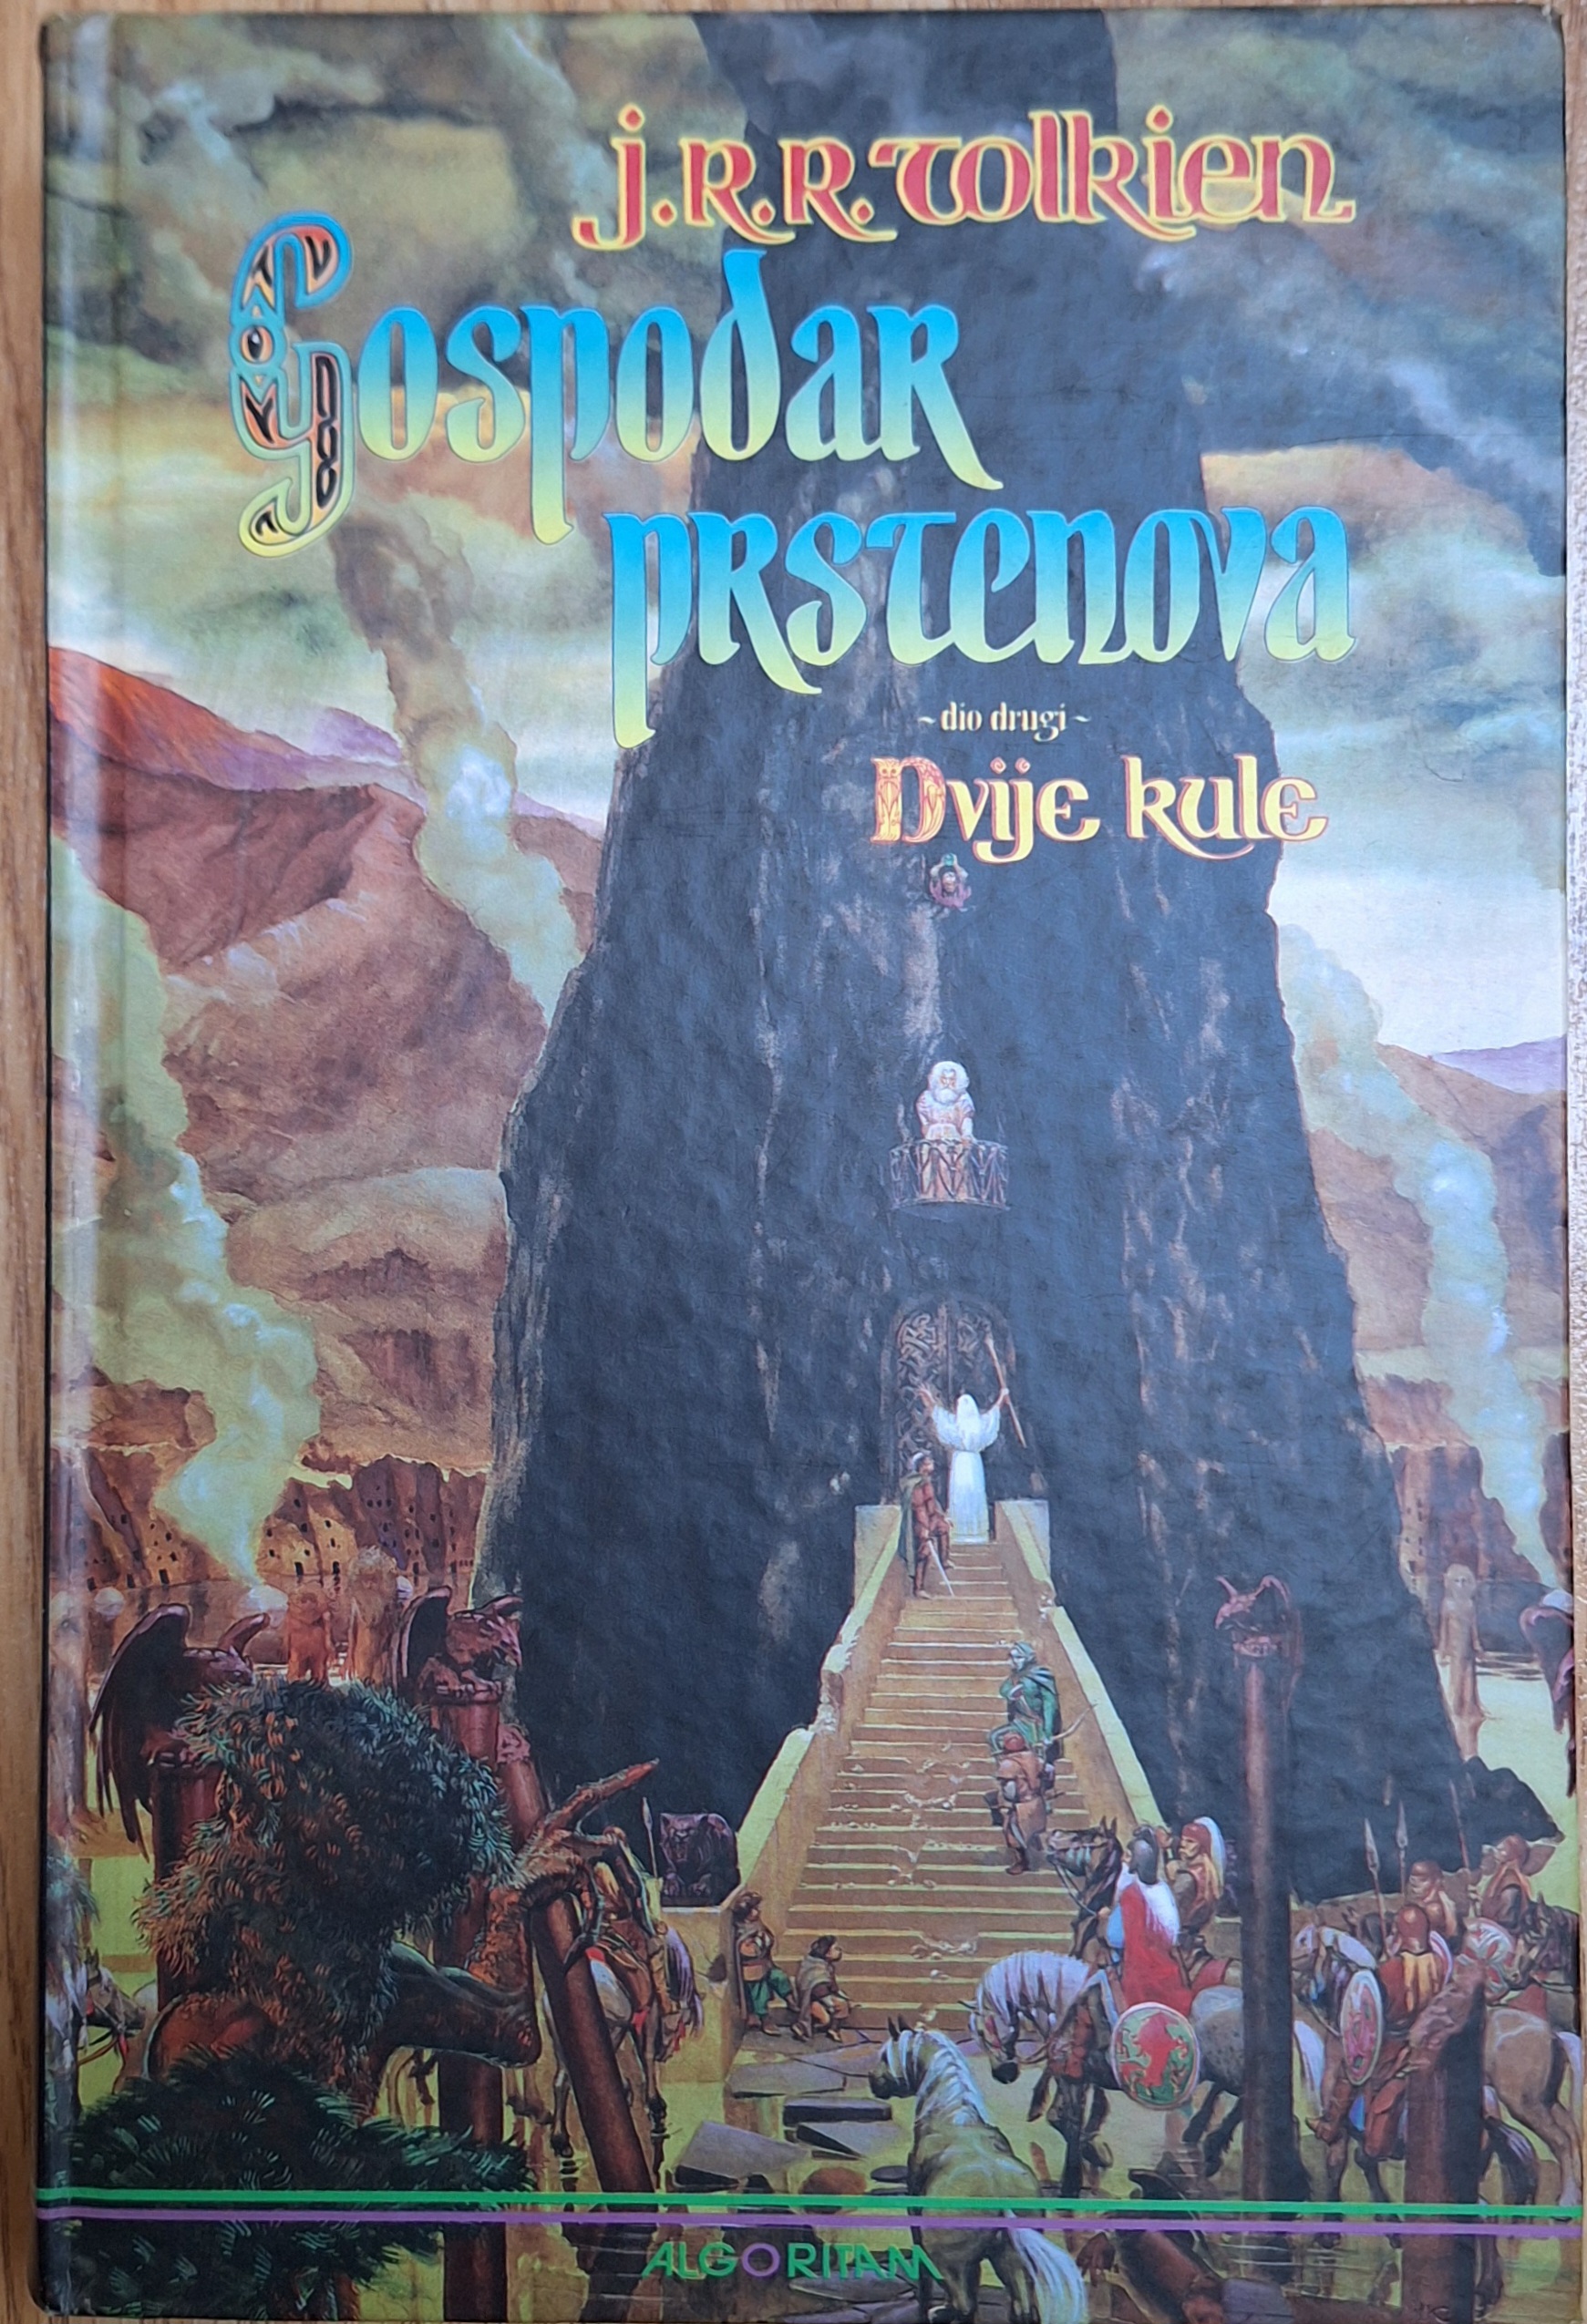 J.R.R. Tolkien
Gospodar
prstenova
~ dio drugi ~
Dvije kule
ALGORITAM